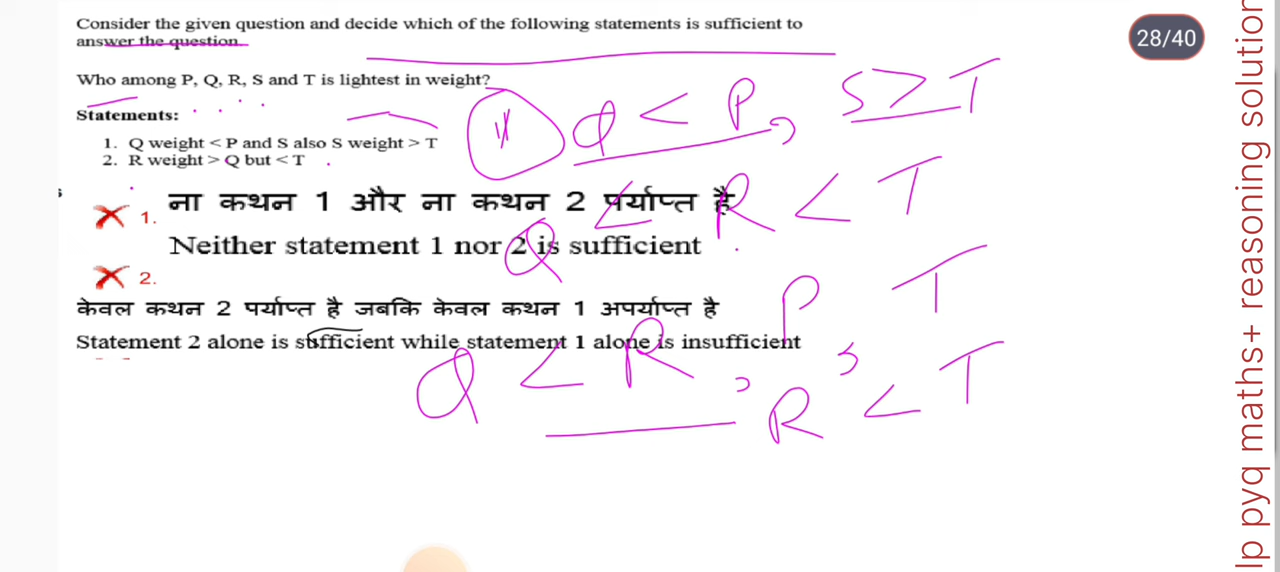 Consider the given question and decide which of the following statements is sufficient to
answer the question.
28/40
Who among P, Q, R, S and T is lightest in weight?
Statements:
1. Q weight < P and S also S weight > T
2. R weight > Q but < T
Q < P, S > T
ना कथन 1 और ना कथन 2 पर्याप्त है
1.
Q < R < T
Neither statement 1 nor 2 is sufficient
2.
केवल कथन 2 पर्याप्त है जबकि केवल कथन 1 अपर्याप्त है
P T
Statement 2 alone is sufficient while statement 1 alone is insufficient
Q < R, R < T
lp pyq maths+ reasoning solution